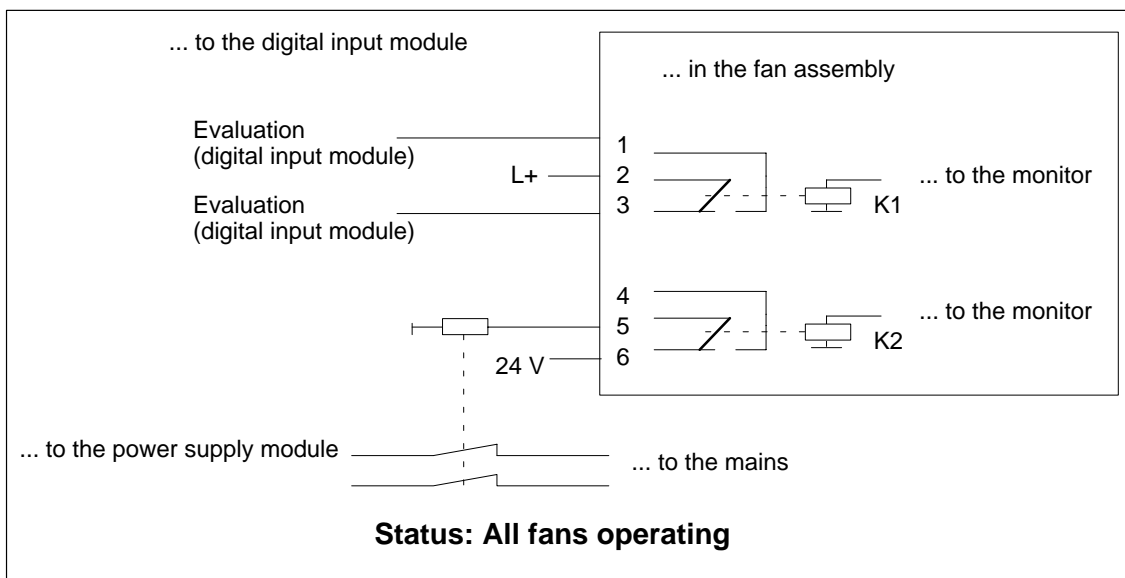 ... to the digital input module
... in the fan assembly
Evaluation
(digital input module)
1
L+
2
... to the monitor
Evaluation
(digital input module)
3
K1
4
... to the monitor
5
K2
24 V
6
... to the power supply module
... to the mains
Status: All fans operating